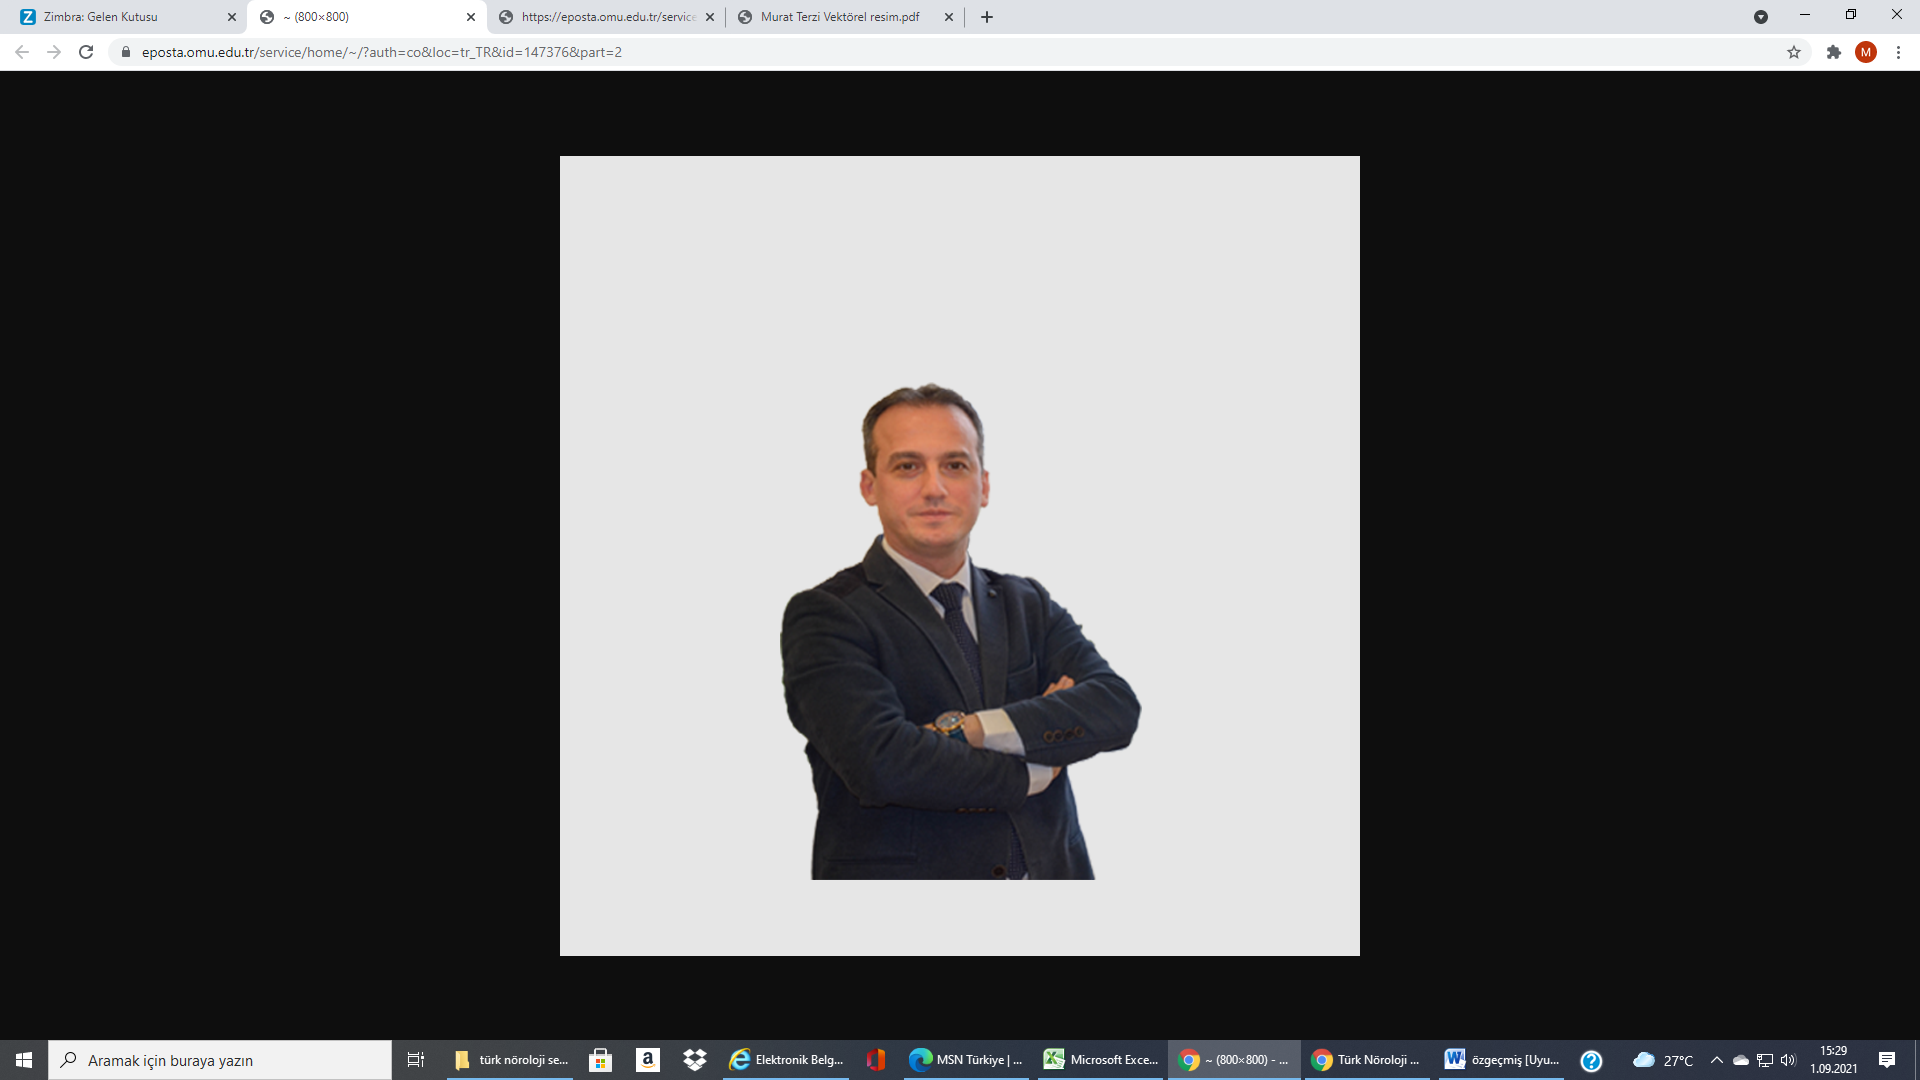 Zimbra: Gelen Kutusu
~ (800×800)
https://eposta.omu.edu.tr/service
Murat Terzi Vektörel resim.pdf
eposta.omu.edu.tr/service/home/~/?auth=co&loc=tr_TR&id=147376&part=2
M
Aramak için buraya yazın
türk nöroloji se...
Elektronik Belg...
MSN Türkiye | ...
Microsoft Exce...
~ (800×800) - ...
Türk Nöroloji ...
özgeçmiş [Uyu...
27°C
15:29
1.09.2021